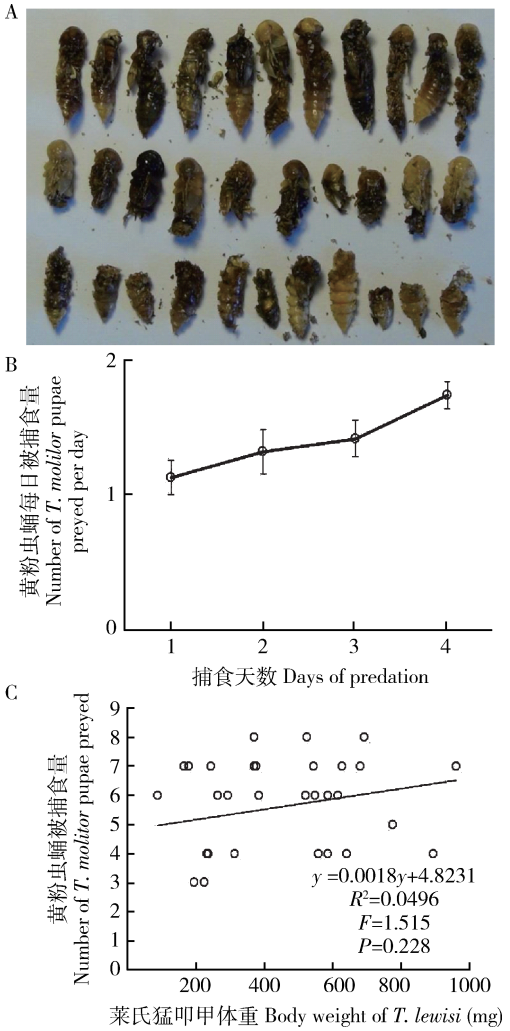 A
B
黄粉虫蛹每日被捕食量
Number of T. molilor pupae
preyed per day
2
1
0
1 2 3 4
捕食天数 Days of predation
C
黄粉虫蛹被捕食量
Number of T. molitor pupae preyed
9
8
7
6
5
4
3
2
1
0
y =0.0018y+4.8231
R²=0.0496
F=1.515
P=0.228
200 400 600 800 1000
莱氏猛叩甲体重 Body weight of T. lewisi (mg)